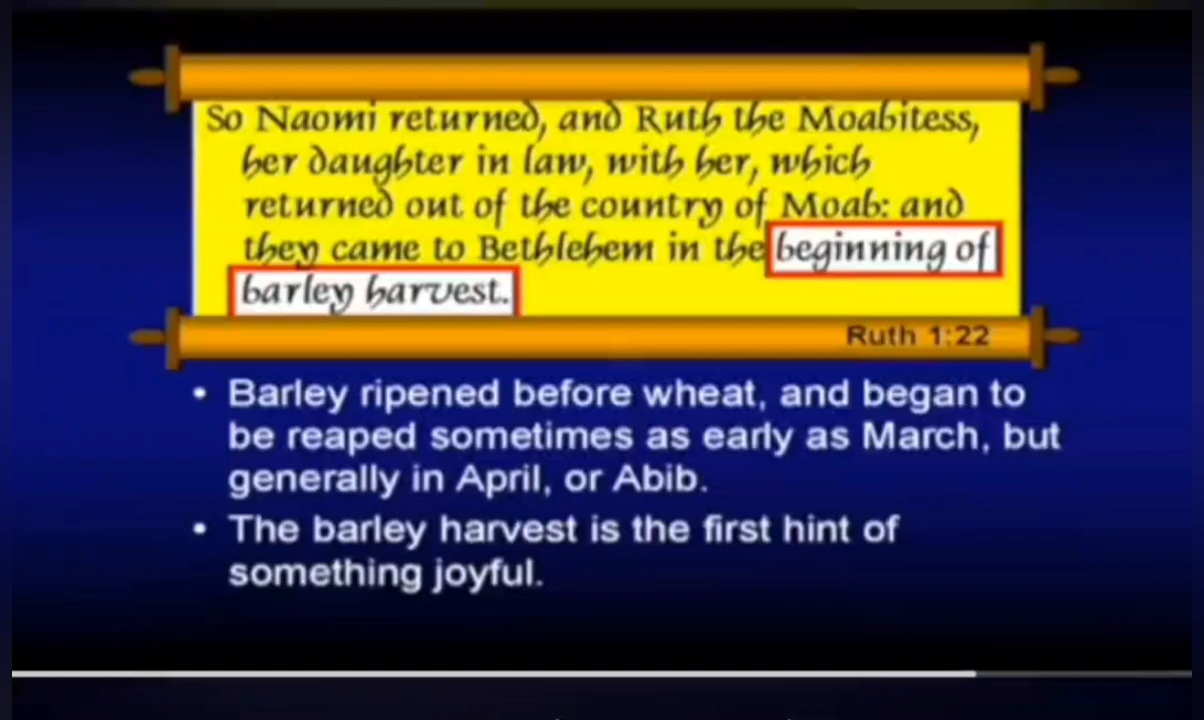 So Naomi returned, and Ruth the Moabitess,
her daughter in law, with her, which
returned out of the country of Moab: and
they came to Bethlehem in the beginning of
barley harvest.
Ruth 1:22
• Barley ripened before wheat, and began to
be reaped sometimes as early as March, but
generally in April, or Abib.
• The barley harvest is the first hint of
something joyful.